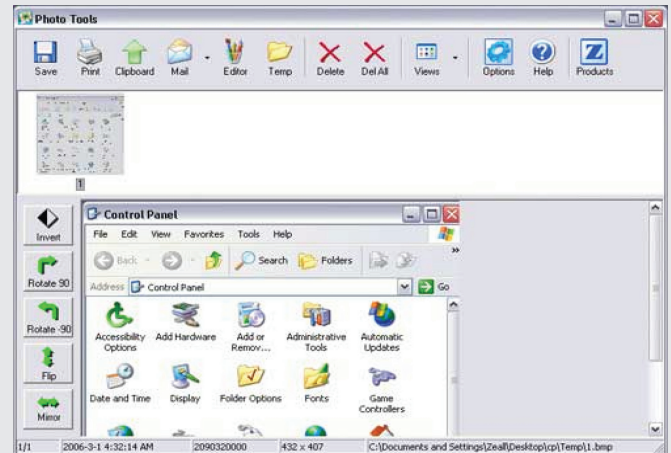 Photo Tools
Save Print Clipboard Mail Editor Temp Delete Del All Views Options Help Products
1
Invert
Rotate 90
Rotate -90
Flip
Mirror
Control Panel
File Edit View Favorites Tools Help
Back Search Folders »
Address Control Panel Go
Accessibility Options
Add Hardware
Add or Remov...
Administrative Tools
Automatic Updates
Date and Time
Display
Folder Options
Fonts
Game Controllers
1/1 2006-3-1 4:32:14 AM 2090320000 432 x 407 C:\Documents and Settings\Zeall\Desktop\cp\Temp\1.bmp